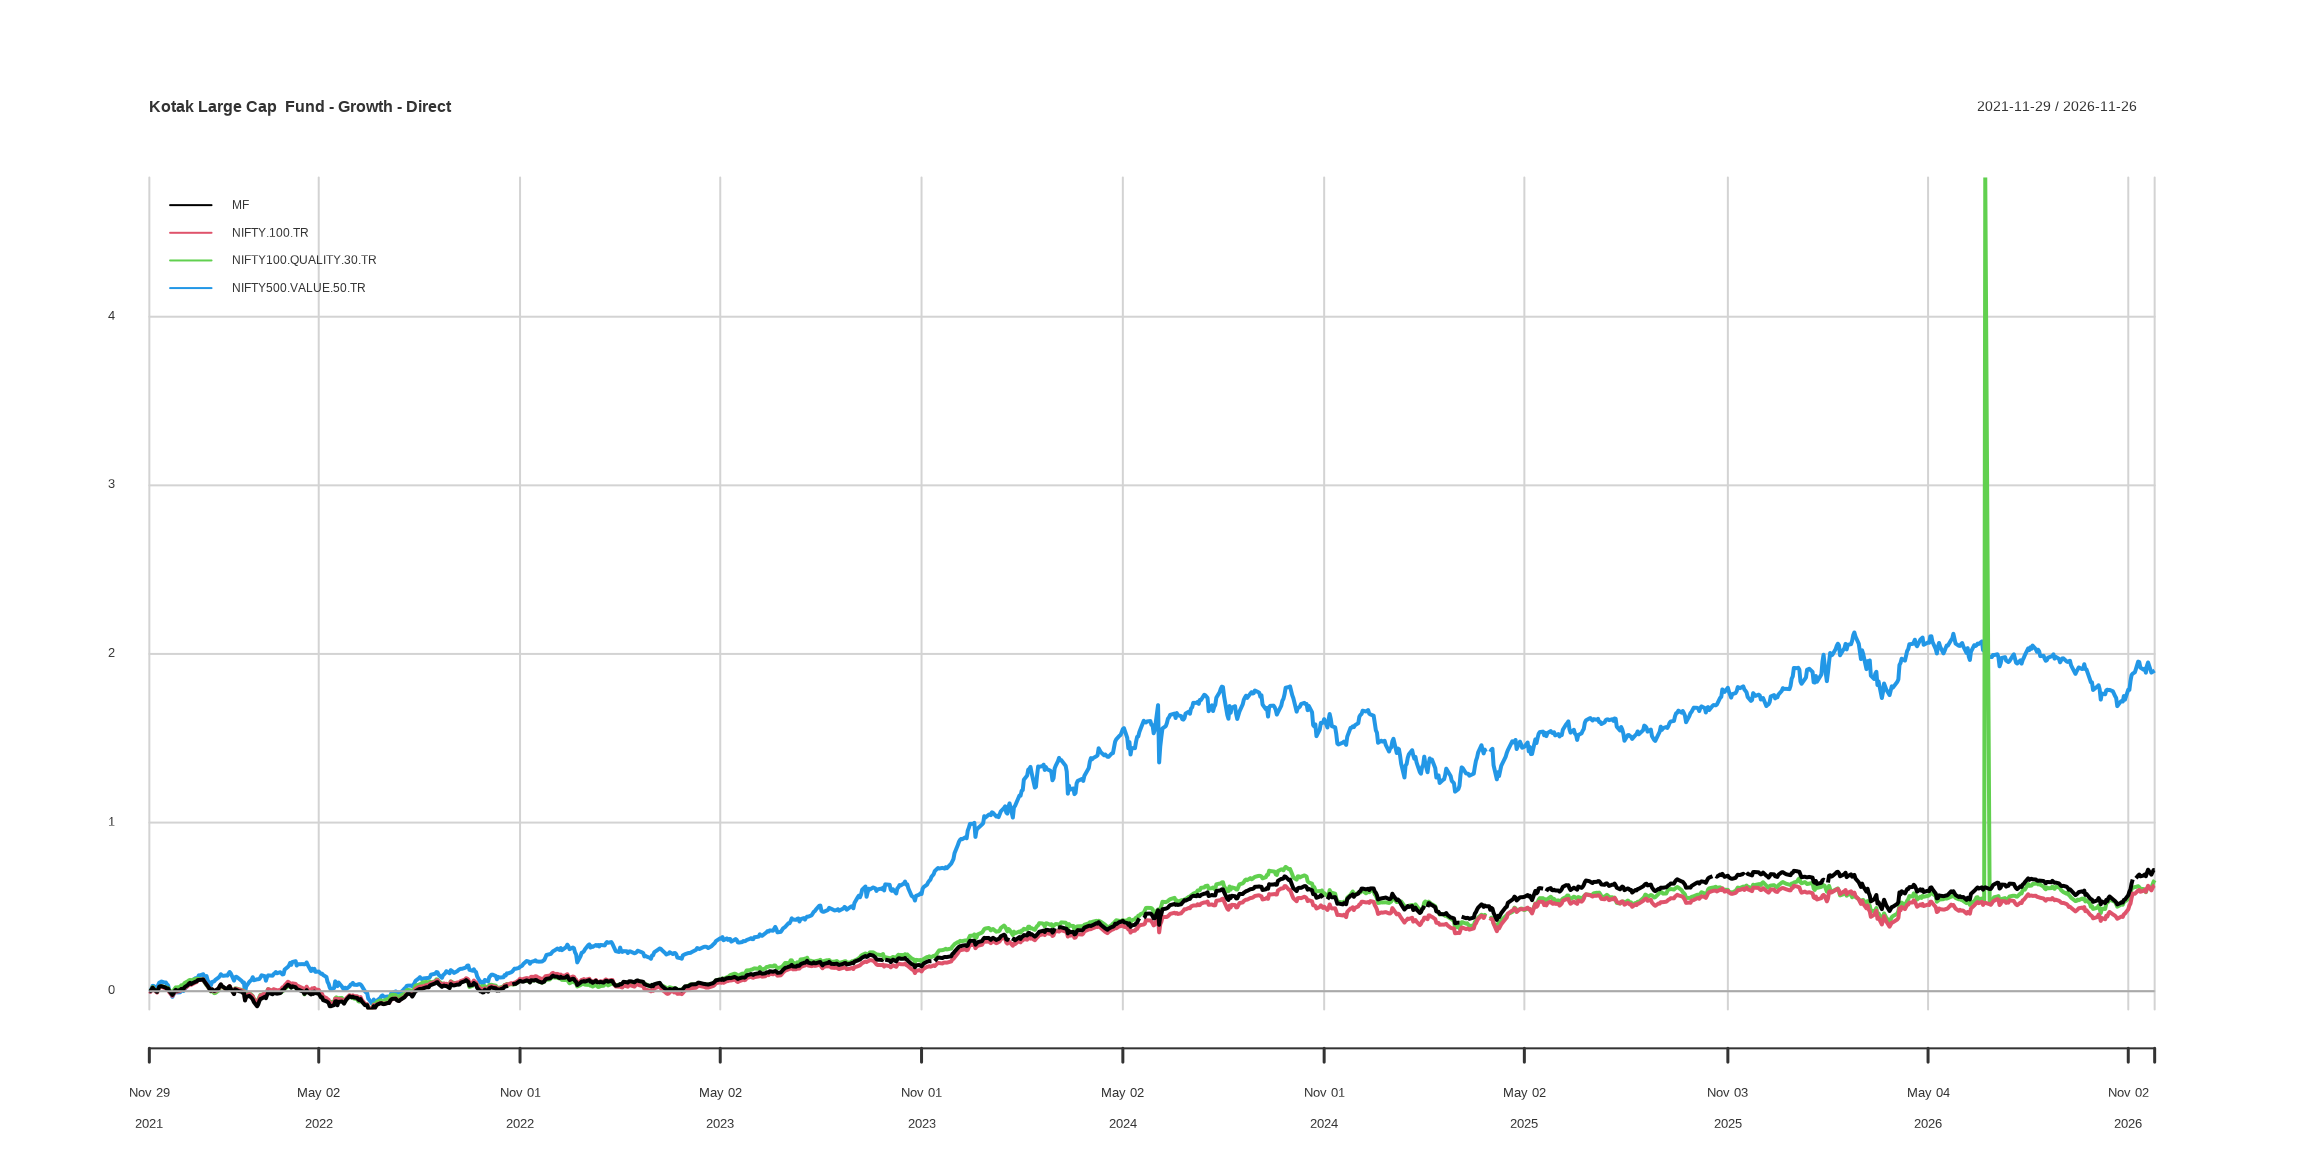 Kotak Large Cap  Fund - Growth - Direct
2021-11-29 / 2026-11-26
MF
NIFTY.100.TR
NIFTY100.QUALITY.30.TR
NIFTY500.VALUE.50.TR
4
3
2
1
0
Nov 29 May 02 Nov 01 May 02 Nov 01 May 02 Nov 01 May 02 Nov 03 May 04 Nov 02
2021 2022 2022 2023 2023 2024 2024 2025 2025 2026 2026